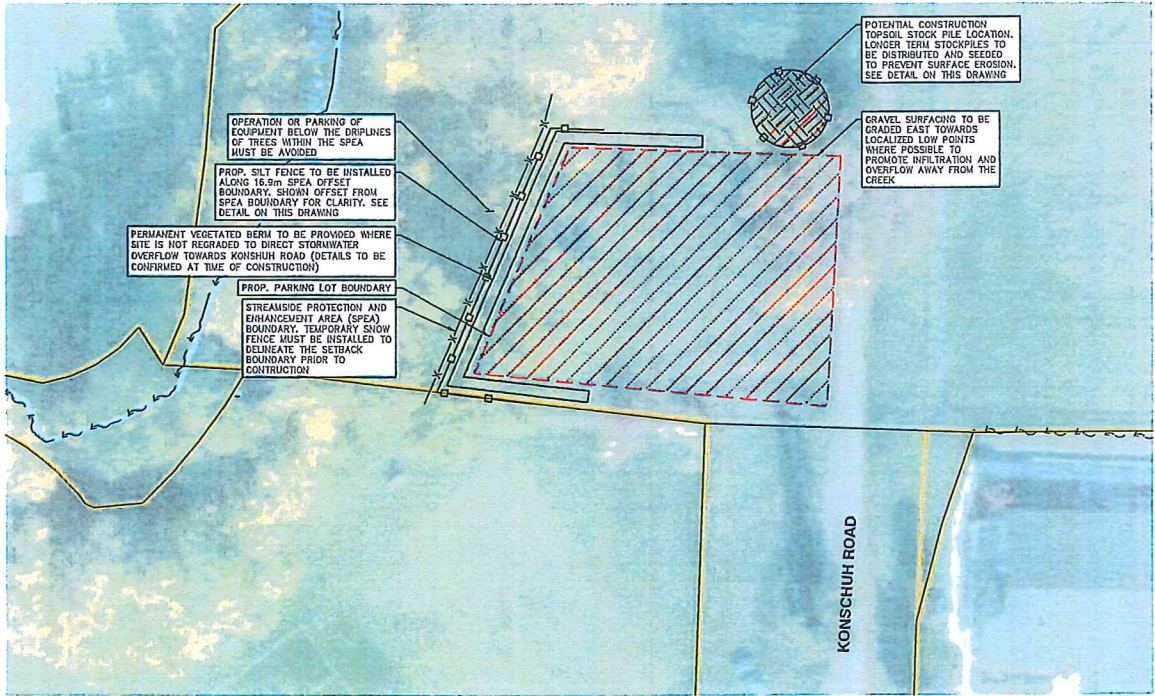 POTENTIAL CONSTRUCTION
TOPSOIL STOCK PILE LOCATION.
LONGER TERM STOCKPILES TO
BE DISTRIBUTED AND SEEDED
TO PREVENT SURFACE EROSION.
SEE DETAIL ON THIS DRAWING
OPERATION OR PARKING OF
EQUIPMENT BELOW THE DRIPLINES
OF TREES WITHIN THE SPEA
MUST BE AVOIDED
GRAVEL SURFACING TO BE
GRADED EAST TOWARDS
LOCALIZED LOW POINTS
WHERE POSSIBLE TO
PROMOTE INFILTRATION AND
OVERFLOW AWAY FROM THE
CREEK
PROP. SILT FENCE TO BE INSTALLED
ALONG 16.9m SPEA OFFSET
BOUNDARY. SHOWN OFFSET FROM
SPEA BOUNDARY FOR CLARITY. SEE
DETAIL ON THIS DRAWING
PERMANENT VEGETATED BERM TO BE PROVIDED WHERE
SITE IS NOT REGRADED TO DIRECT STORMWATER
OVERFLOW TOWARDS KONSHUH ROAD (DETAILS TO BE
CONFIRMED AT TIME OF CONSTRUCTION)
PROP. PARKING LOT BOUNDARY
STREAMSIDE PROTECTION AND
ENHANCEMENT AREA (SPEA)
BOUNDARY. TEMPORARY SNOW
FENCE MUST BE INSTALLED TO
DELINEATE THE SETBACK
BOUNDARY PRIOR TO
CONTRUCTION
KONSCHUH ROAD